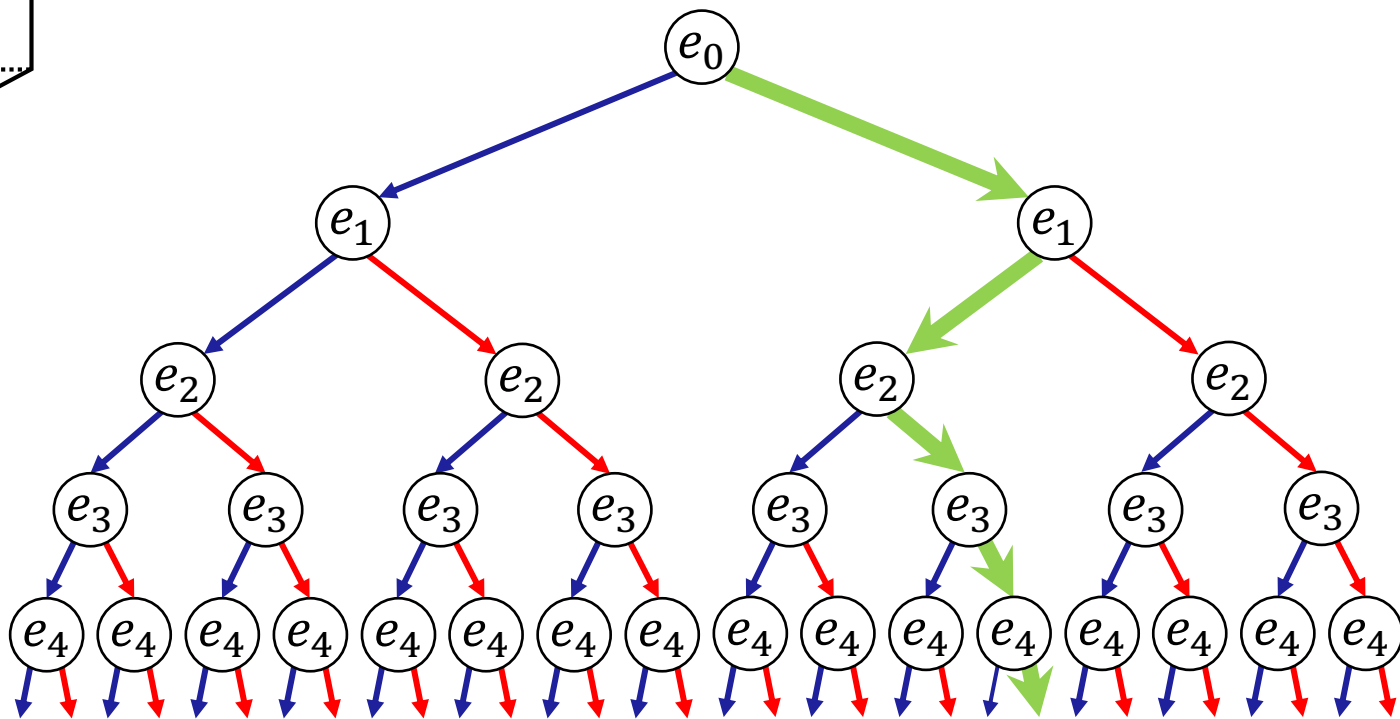 e₀
e₁ e₁
e₂ e₂ e₂ e₂
e₃ e₃ e₃ e₃ e₃ e₃ e₃ e₃
e₄ e₄ e₄ e₄ e₄ e₄ e₄ e₄ e₄ e₄ e₄ e₄ e₄ e₄ e₄ e₄